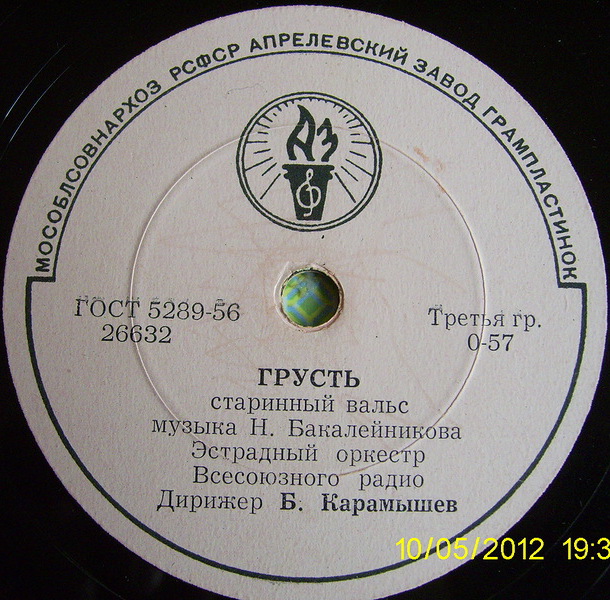 МОСОБЛСОВНАРХОЗ РСФСР АПРЕЛЕВСКИЙ ЗАВОД ГРАМПЛАСТИНОК
АЗ
ГОСТ 5289-56
26632
Третья гр.
0-57
ГРУСТЬ
старинный вальс
музыка Н. Бакалейникова
Эстрадный оркестр
Всесоюзного радио
Дирижер Б. Карамышев
10/05/2012 19:3